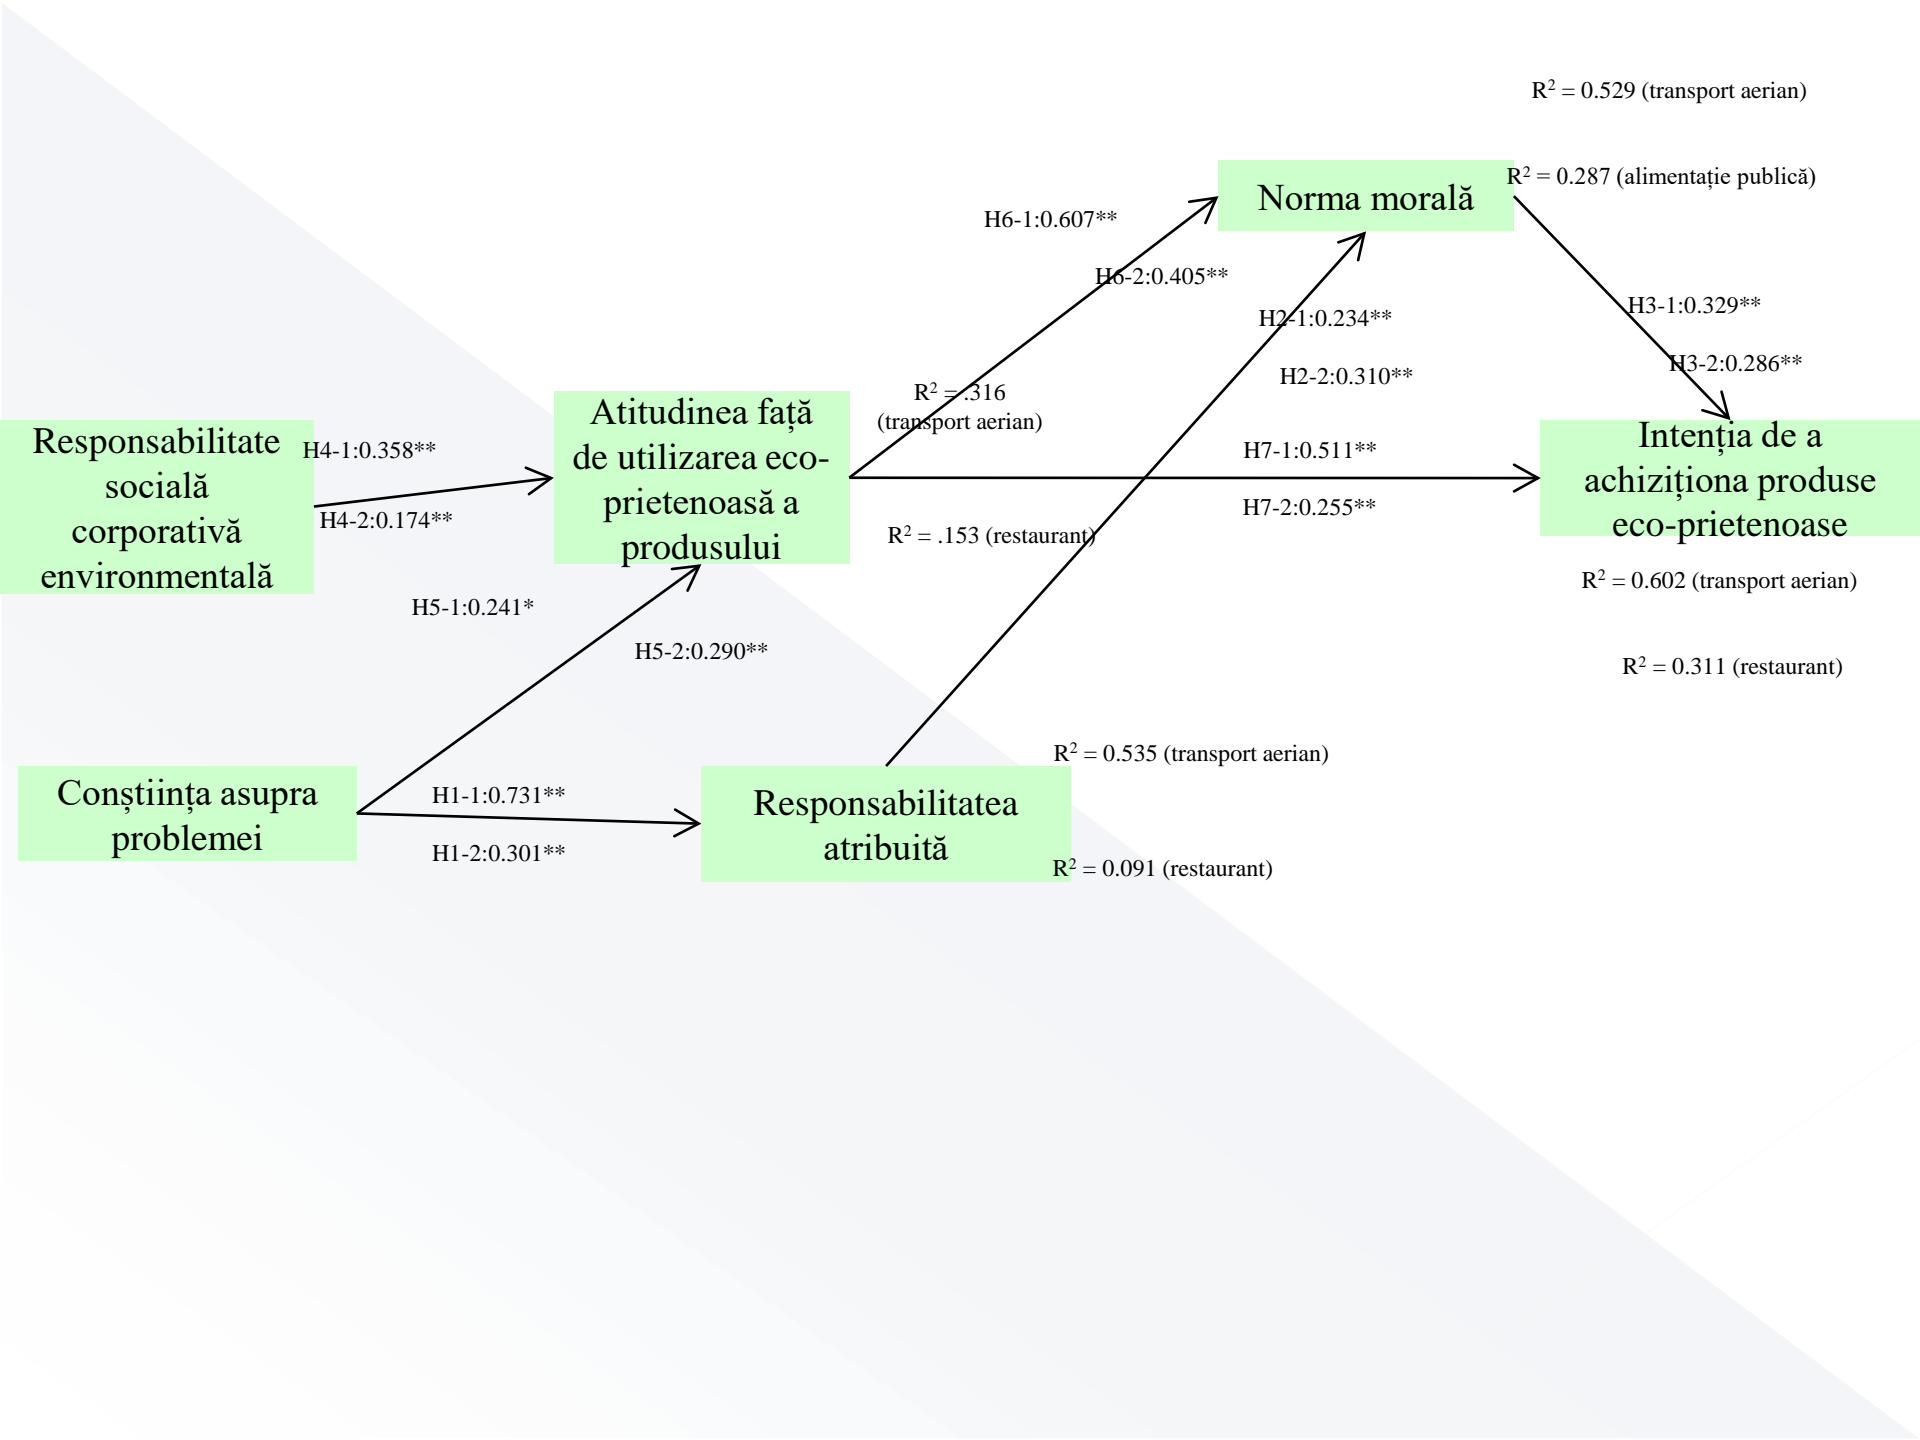 R² = 0.529 (transport aerian)
R² = 0.287 (alimentație publică)
Norma morală
H6-1:0.607**
H6-2:0.405**
H2-1:0.234**
H2-2:0.310**
H3-1:0.329**
H3-2:0.286**
R² = .316
(transport aerian)
Atitudinea față
de utilizarea eco-
prietenoasă a
produsului
Responsabilitate
socială
corporativă
environmentală
H4-1:0.358**
H4-2:0.174**
H7-1:0.511**
H7-2:0.255**
Intenția de a
achiziționa produse
eco-prietenoase
R² = .153 (restaurant)
R² = 0.602 (transport aerian)
R² = 0.311 (restaurant)
H5-1:0.241*
H5-2:0.290**
R² = 0.535 (transport aerian)
Conștiința asupra
problemei
H1-1:0.731**
H1-2:0.301**
Responsabilitatea
atribuită
R² = 0.091 (restaurant)